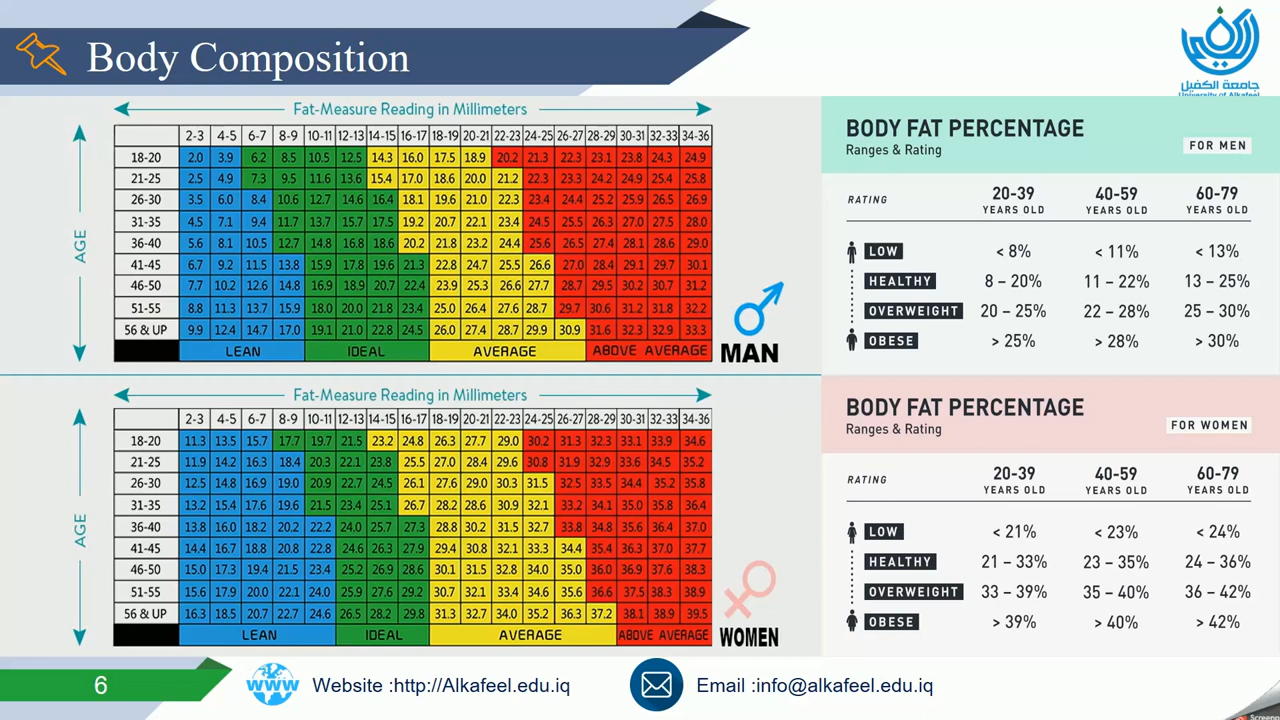 Body Composition
جامعة الكفيل
University of Alkafeel
Fat-Measure Reading in Millimeters
2-3 4-5 6-7 8-9 10-11 12-13 14-15 16-17 18-19 20-21 22-23 24-25 26-27 28-29 30-31 32-33 34-36
18-20 2.0 3.9 6.2 8.5 10.5 12.5 14.3 16.0 17.5 18.9 20.2 21.3 22.3 23.1 23.8 24.3 24.9
21-25 2.5 4.9 7.3 9.5 11.6 13.6 15.4 17.0 18.6 20.0 21.2 22.3 23.3 24.2 24.9 25.4 25.8
26-30 3.5 6.0 8.4 10.6 12.7 14.6 16.4 18.1 19.6 21.0 22.3 23.4 24.4 25.2 25.9 26.5 26.9
31-35 4.5 7.1 9.4 11.7 13.7 15.7 17.5 19.2 20.7 22.1 23.4 24.5 25.5 26.3 27.0 27.5 28.0
36-40 5.6 8.1 10.5 12.7 14.8 16.8 18.6 20.2 21.8 23.2 24.4 25.6 26.5 27.4 28.1 28.6 29.0
41-45 6.7 9.2 11.5 13.8 15.9 17.8 19.6 21.3 22.8 24.7 25.5 26.6 27.0 28.4 29.1 29.7 30.1
46-50 7.7 10.2 12.6 14.8 16.9 18.9 20.7 22.4 23.9 25.3 26.6 27.7 28.7 29.5 30.2 30.7 31.2
51-55 8.8 11.3 13.7 15.9 18.0 20.0 21.8 23.4 25.0 26.4 27.6 28.7 29.7 30.6 31.2 31.8 32.2
56 & UP 9.9 12.4 14.7 17.0 19.1 21.0 22.8 24.5 26.0 27.4 28.7 29.9 30.9 31.6 32.3 32.9 33.3
LEAN IDEAL AVERAGE ABOVE AVERAGE
AGE
MAN
BODY FAT PERCENTAGE
Ranges & Rating
FOR MEN
RATING 20-39 YEARS OLD 40-59 YEARS OLD 60-79 YEARS OLD
LOW < 8% < 11% < 13%
HEALTHY 8 – 20% 11 – 22% 13 – 25%
OVERWEIGHT 20 – 25% 22 – 28% 25 – 30%
OBESE > 25% > 28% > 30%
Fat-Measure Reading in Millimeters
2-3 4-5 6-7 8-9 10-11 12-13 14-15 16-17 18-19 20-21 22-23 24-25 26-27 28-29 30-31 32-33 34-36
18-20 11.3 13.5 15.7 17.7 19.7 21.5 23.2 24.8 26.3 27.7 29.0 30.2 31.3 32.3 33.1 33.9 34.6
21-25 11.9 14.2 16.3 18.4 20.3 22.1 23.8 25.5 27.0 28.4 29.6 30.8 31.9 32.9 33.6 34.5 35.2
26-30 12.5 14.8 16.9 19.0 20.9 22.7 24.5 26.1 27.6 29.0 30.3 31.5 32.5 33.5 34.4 35.2 35.8
31-35 13.2 15.4 17.6 19.6 21.5 23.4 25.1 26.7 28.2 28.6 30.9 32.1 33.2 34.1 35.0 35.8 36.4
36-40 13.8 16.0 18.2 20.2 22.2 24.0 25.7 27.3 28.8 30.2 31.5 32.7 33.8 34.8 35.6 36.4 37.0
41-45 14.4 16.7 18.8 20.8 22.8 24.6 26.3 27.9 29.4 30.8 32.1 33.3 34.4 35.4 36.3 37.0 37.7
46-50 15.0 17.3 19.4 21.5 23.4 25.2 26.9 28.6 30.1 31.5 32.8 34.0 35.0 36.0 36.9 37.6 38.3
51-55 15.6 17.9 20.0 22.1 24.0 25.9 27.6 29.2 30.7 32.1 33.4 34.6 35.6 36.6 37.5 38.3 38.9
56 & UP 16.3 18.5 20.7 22.7 24.6 26.5 28.2 29.8 31.3 32.7 34.0 35.2 36.3 37.2 38.1 38.9 39.5
LEAN IDEAL AVERAGE ABOVE AVERAGE
AGE
WOMEN
BODY FAT PERCENTAGE
Ranges & Rating
FOR WOMEN
RATING 20-39 YEARS OLD 40-59 YEARS OLD 60-79 YEARS OLD
LOW < 21% < 23% < 24%
HEALTHY 21 – 33% 23 – 35% 24 – 36%
OVERWEIGHT 33 – 39% 35 – 40% 36 – 42%
OBESE > 39% > 40% > 42%
6
WWW
Website :http://Alkafeel.edu.iq
Email :info@alkafeel.edu.iq